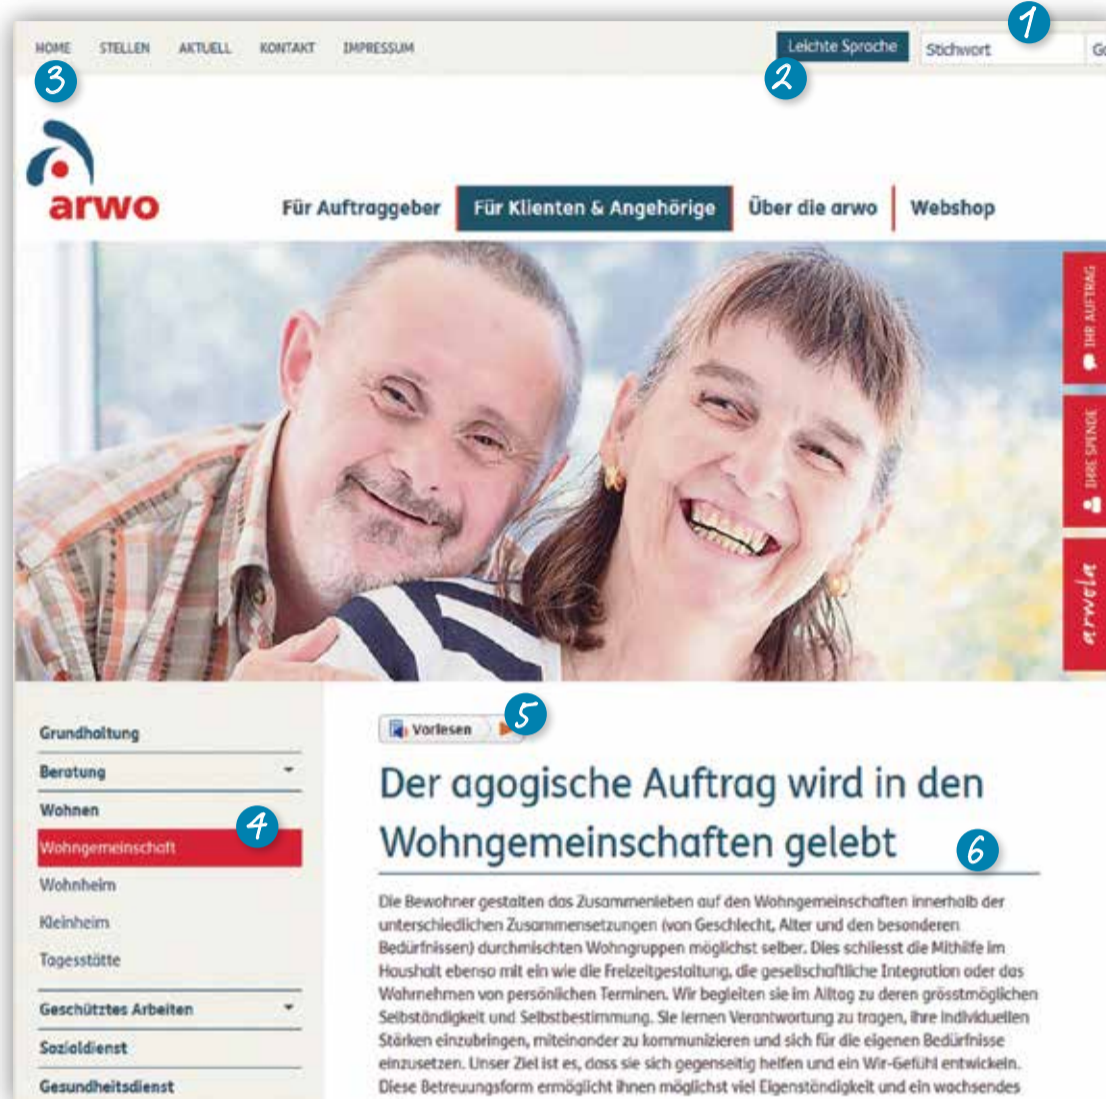 1
HOME STELLEN AKTUELL KONTAKT IMPRESSUM Leichte Sprache Stichwort
3 2
arwo
Für Auftraggeber Für Klienten & Angehörige Über die arwo Webshop
IHR AUFTRAG
IHRE SPENDE
arwela
Grundhaltung
Beratung
Wohnen
Wohngemeinschaft 4
Wohnheim
Kleinheim
Tagesstätte
Geschütztes Arbeiten
Sozialdienst
Gesundheitsdienst
Vorlesen 5
Der agogische Auftrag wird in den
Wohngemeinschaften gelebt 6
Die Bewohner gestalten das Zusammenleben auf den Wohngemeinschaften innerhalb der
unterschiedlichen Zusammensetzungen (von Geschlecht, Alter und den besonderen
Bedürfnissen) durchmischten Wohngruppen möglichst selber. Dies schliesst die Mithilfe im
Haushalt ebenso mit ein wie die Freizeitgestaltung, die gesellschaftliche Integration oder das
Wahrnehmen von persönlichen Terminen. Wir begleiten sie im Alltag zu deren grösstmöglichen
Selbständigkeit und Selbstbestimmung. Sie lernen Verantwortung zu tragen, ihre individuellen
Stärken einzubringen, miteinander zu kommunizieren und sich für die eigenen Bedürfnisse
einzusetzen. Unser Ziel ist es, dass sie sich gegenseitig helfen und ein Wir-Gefühl entwickeln.
Diese Betreuungsform ermöglicht ihnen möglichst viel Eigenständigkeit und ein wachsendes